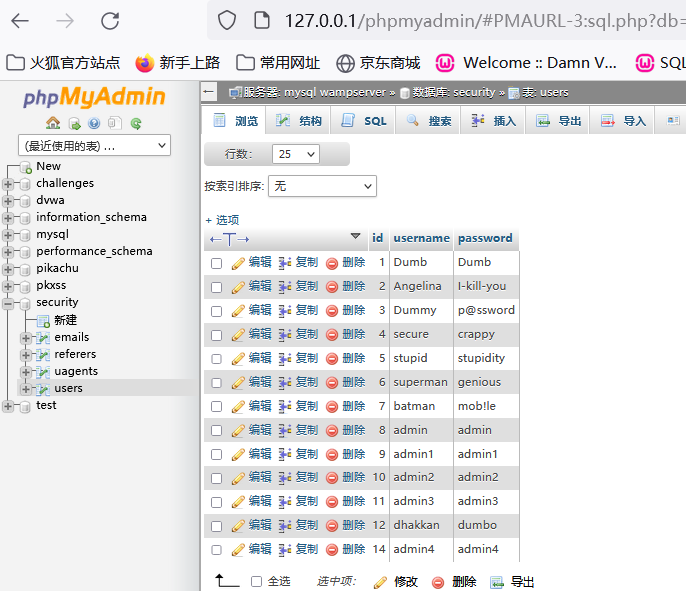 127.0.0.1/phpmyadmin/#PMAURL-3:sql.php?db=
火狐官方站点 新手上路 常用网址 京东商城 Welcome :: Damn V... SQL
phpMyAdmin
(最近使用的表) ...
New
challenges
dvwa
information_schema
mysql
performance_schema
pikachu
pkxss
security
新建
emails
referers
uagents
users
test
服务器: mysql wampserver » 数据库: security » 表: users
浏览 结构 SQL 搜索 插入 导出 导入
行数: 25
按索引排序: 无
+ 选项
←T→ id username password
编辑 复制 删除 1 Dumb Dumb
编辑 复制 删除 2 Angelina I-kill-you
编辑 复制 删除 3 Dummy p@ssword
编辑 复制 删除 4 secure crappy
编辑 复制 删除 5 stupid stupidity
编辑 复制 删除 6 superman genious
编辑 复制 删除 7 batman mob!le
编辑 复制 删除 8 admin admin
编辑 复制 删除 9 admin1 admin1
编辑 复制 删除 10 admin2 admin2
编辑 复制 删除 11 admin3 admin3
编辑 复制 删除 12 dhakkan dumbo
编辑 复制 删除 14 admin4 admin4
全选 选中项: 修改 删除 导出